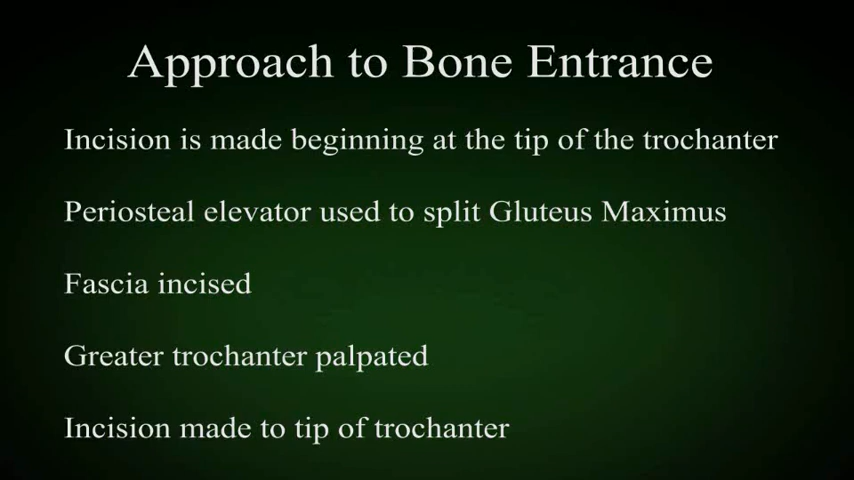 Approach to Bone Entrance
Incision is made beginning at the tip of the trochanter
Periosteal elevator used to split Gluteus Maximus
Fascia incised
Greater trochanter palpated
Incision made to tip of trochanter